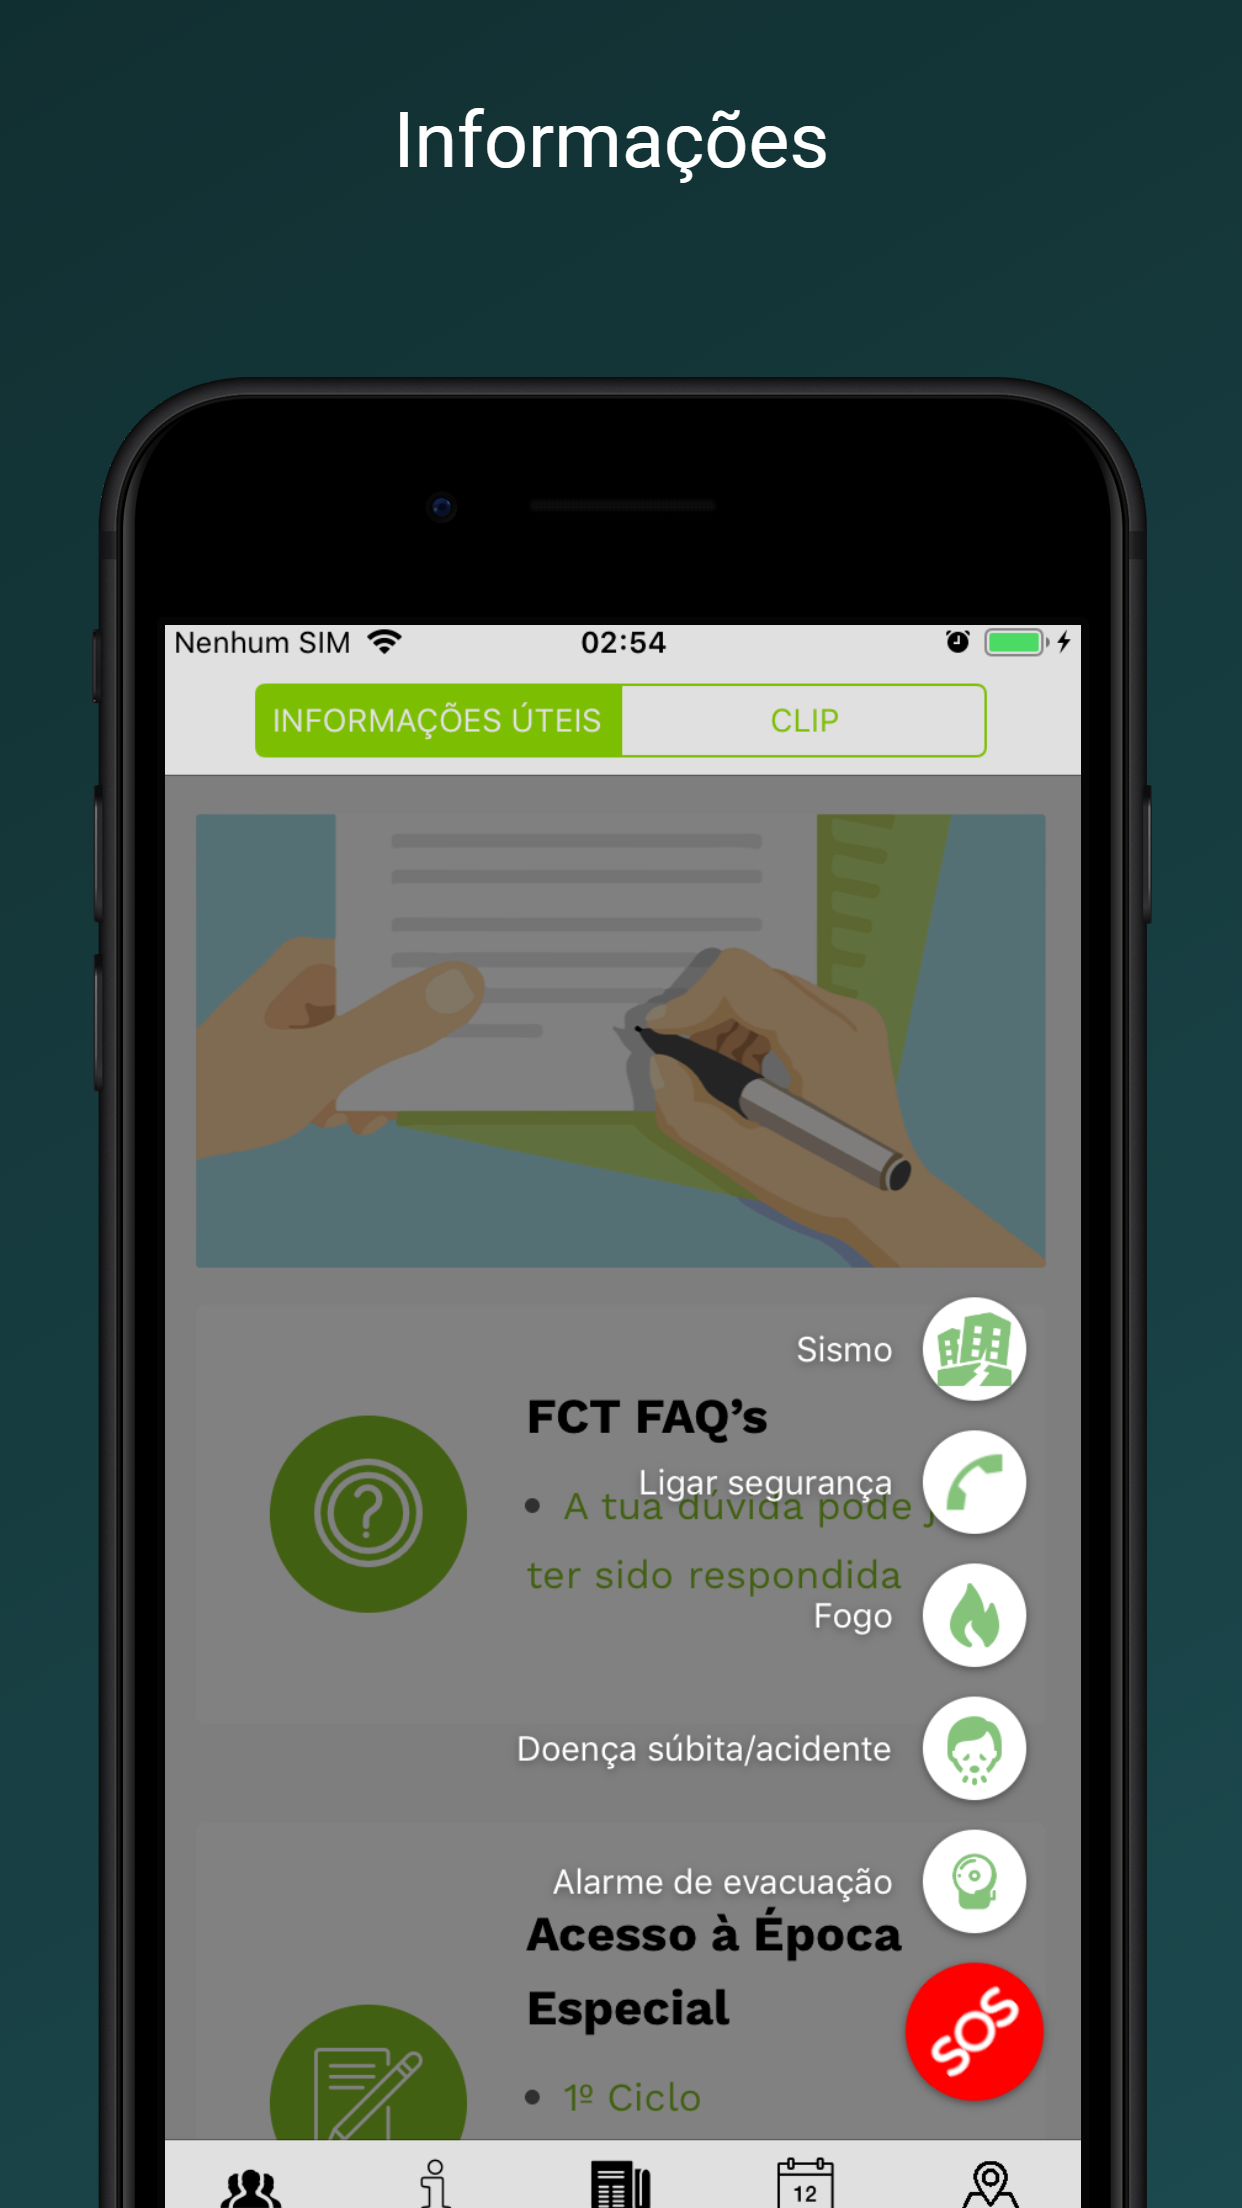 Informações
Nenhum SIM
02:54
INFORMAÇÕES ÚTEIS
CLIP
Sismo
FCT FAQ’s
Ligar segurança
A tua dúvida pode
ter sido respondida
Fogo
Doença súbita/acidente
Alarme de evacuação
Acesso à Época
Especial
SOS
1º Ciclo
12